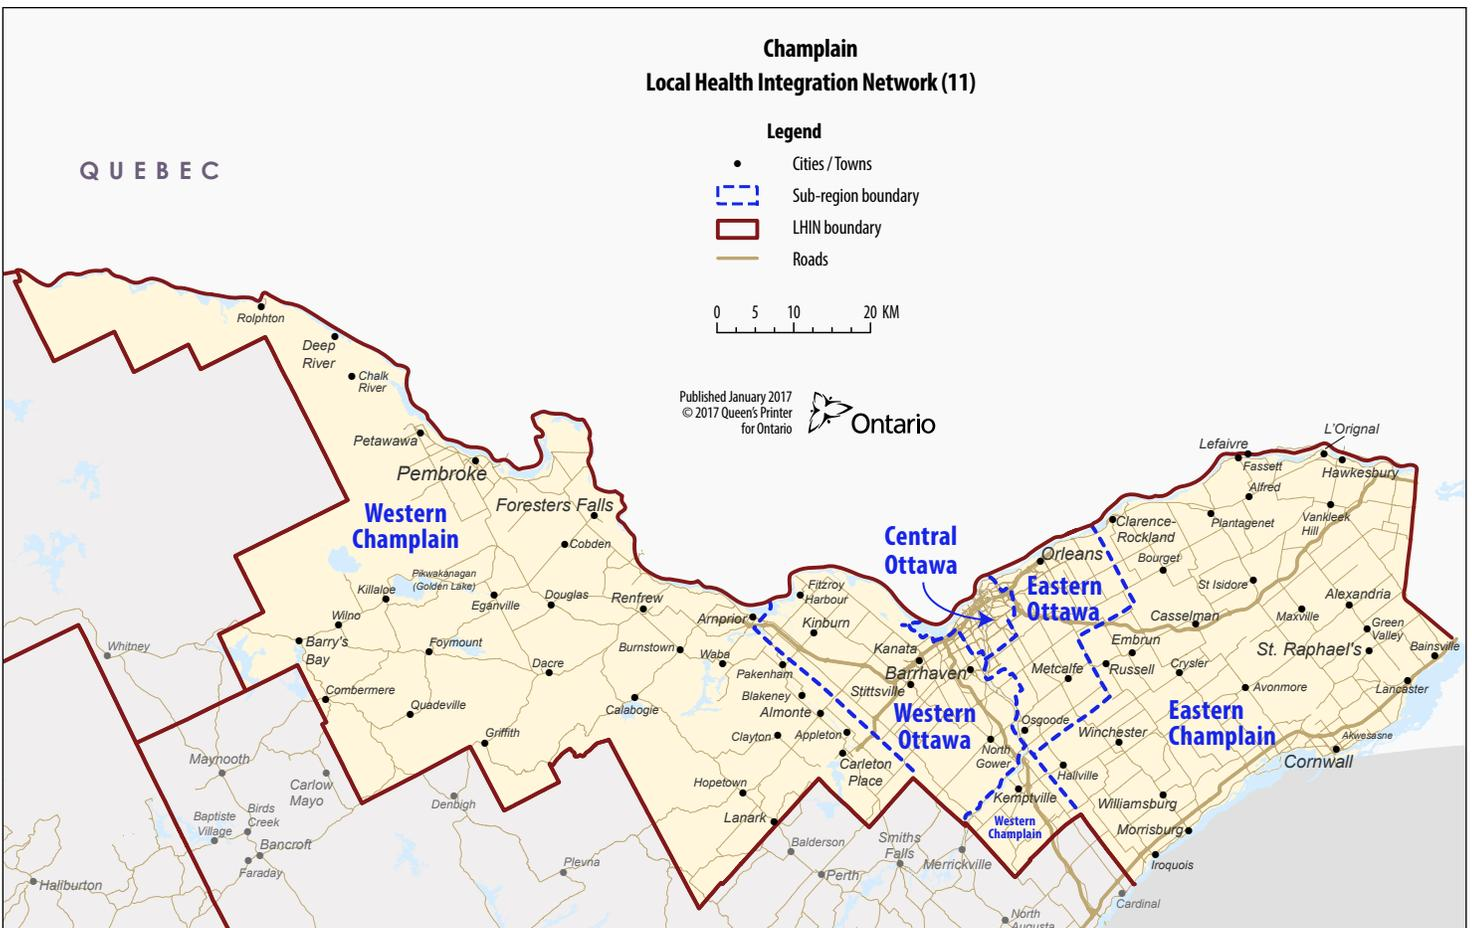 Champlain
Local Health Integration Network (11)
Legend
Cities / Towns
Sub-region boundary
LHIN boundary
Roads
0 5 10 20 KM
Published January 2017
© 2017 Queen's Printer
for Ontario
Ontario
QUEBEC
Rolphton
Deep
River
Chalk
River
Petawawa
Pembroke
Foresters Falls
Western
Champlain
Cobden
Pikwakanagan
(Golden Lake)
Killaloe
Eganville
Douglas
Renfrew
Wilno
Barry's
Bay
Foymount
Burnstown
Arnprior
Waba
Dacre
Combermere
Quadeville
Calabogie
Griffith
Whitney
Maynooth
Carlow
Mayo
Birds
Creek
Baptiste
Village
Bancroft
Faraday
Haliburton
Denbigh
Plevna
Pakenham
Blakeney
Almonte
Clayton
Appleton
Carleton
Place
Hopetown
Lanark
Balderson
Perth
Smiths
Falls
Merrickville
North
Augusta
Cardinal
Fitzroy
Harbour
Kinburn
Kanata
Barrhaven
Stittsville
Western
Ottawa
Central
Ottawa
Orleans
Eastern
Ottawa
Metcalfe
Osgoode
North
Gower
Kemptville
Western
Champlain
Hallville
Winchester
Williamsburg
Morrisburg
Iroquois
Eastern
Champlain
Cornwall
Akwesasne
Lancaster
Bainsville
Green
Valley
St. Raphael's
Alexandria
Maxville
Avonmore
Crysler
Russell
Embrun
Casselman
St Isidore
Bourget
Clarence-
Rockland
Plantagenet
Alfred
Fassett
Lefaivre
L'Orignal
Hawkesbury
Vankleek
Hill